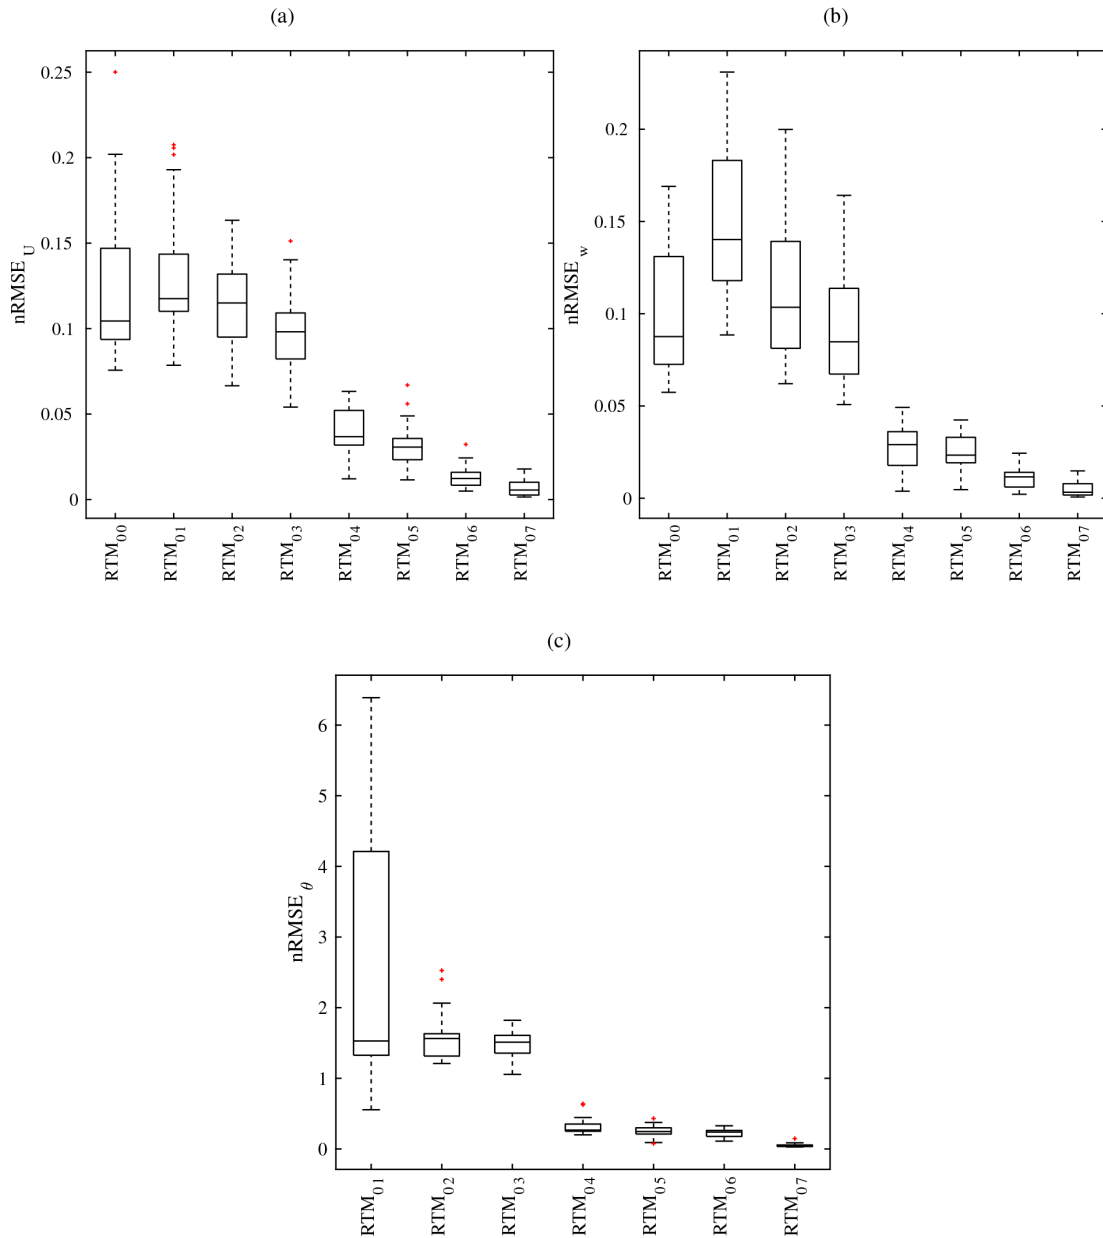 (a)
nRMSE_U
0.25
0.2
0.15
0.1
0.05
0
RTM_00
RTM_01
RTM_02
RTM_03
RTM_04
RTM_05
RTM_06
RTM_07
(b)
nRMSE_w
0.2
0.15
0.1
0.05
0
RTM_00
RTM_01
RTM_02
RTM_03
RTM_04
RTM_05
RTM_06
RTM_07
(c)
nRMSE_θ
6
5
4
3
2
1
0
RTM_01
RTM_02
RTM_03
RTM_04
RTM_05
RTM_06
RTM_07